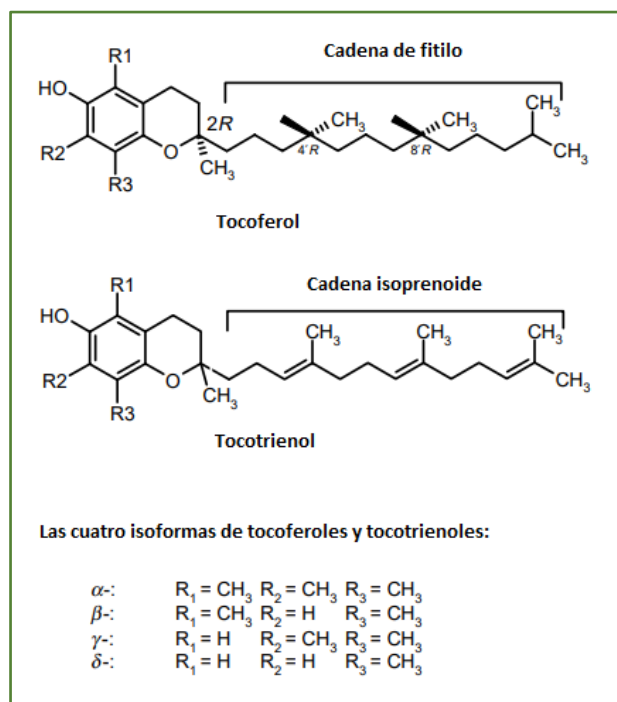 Cadena de fitilo
R1
HO
2R
CH₃
CH₃
CH₃
R2
O
4'R
8'R
CH₃
CH₃
R3
Tocoferol
Cadena isoprenoide
R1
HO
CH₃
CH₃
CH₃
R2
O
CH₃
CH₃
R3
Tocotrienol
Las cuatro isoformas de tocoferoles y tocotrienoles:
α-: R₁ = CH₃ R₂ = CH₃ R₃ = CH₃
β-: R₁ = CH₃ R₂ = H R₃ = CH₃
γ-: R₁ = H R₂ = CH₃ R₃ = CH₃
δ-: R₁ = H R₂ = H R₃ = CH₃